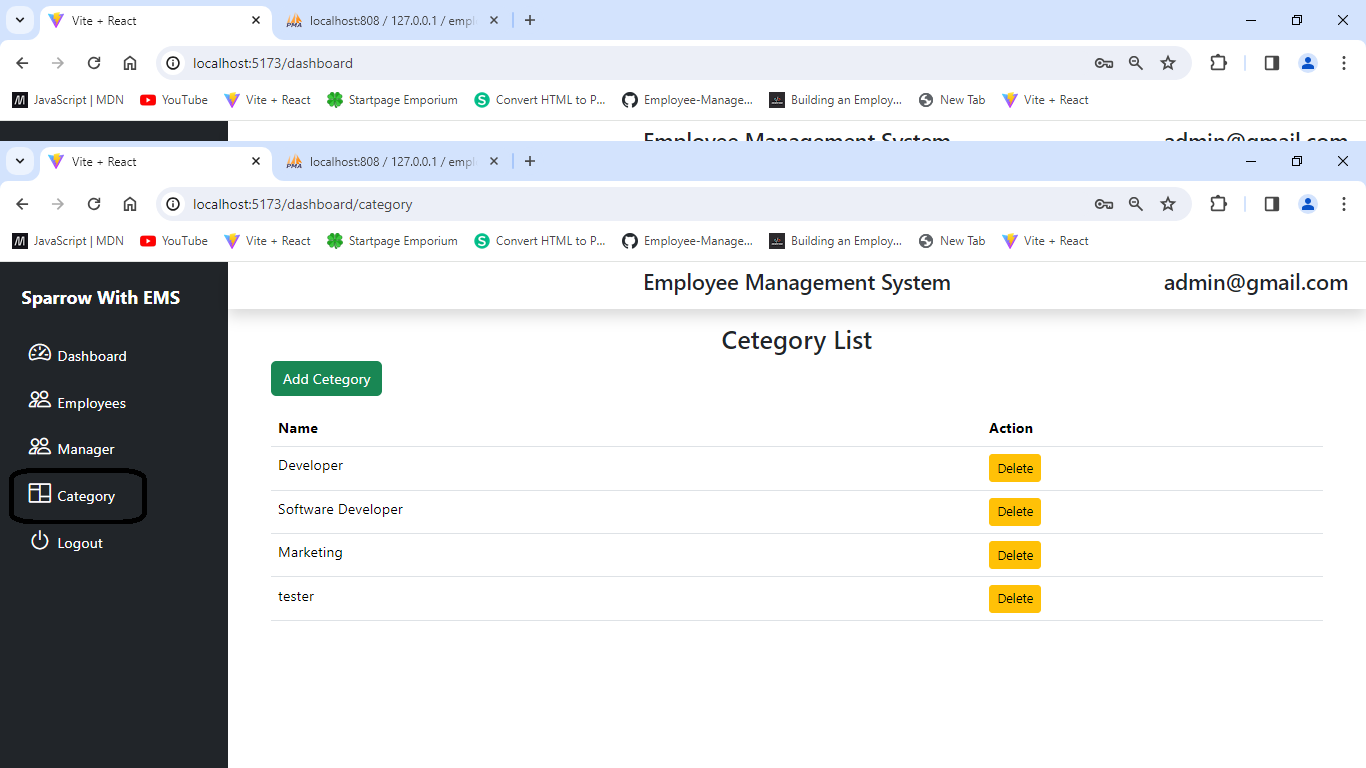 Vite + React
localhost:808 / 127.0.0.1 / empl
localhost:5173/dashboard
JavaScript | MDN YouTube Vite + React Startpage Emporium Convert HTML to P... Employee-Manage... Building an Employ... New Tab Vite + React
Employee Management System admin@gmail.com
Vite + React
localhost:808 / 127.0.0.1 / empl
localhost:5173/dashboard/category
JavaScript | MDN YouTube Vite + React Startpage Emporium Convert HTML to P... Employee-Manage... Building an Employ... New Tab Vite + React
Sparrow With EMS
Dashboard
Employees
Manager
Category
Logout
Employee Management System admin@gmail.com
Cetegory List
Add Cetegory
Name Action
Developer Delete
Software Developer Delete
Marketing Delete
tester Delete